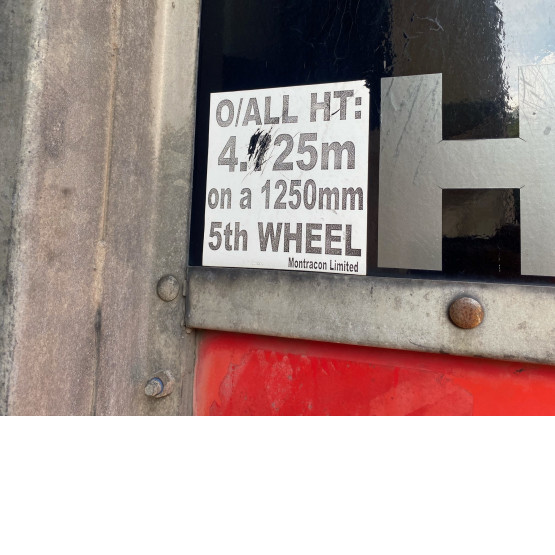 O/ALL HT:
on a 1250mm
5th WHEEL
Montracon Limited
H